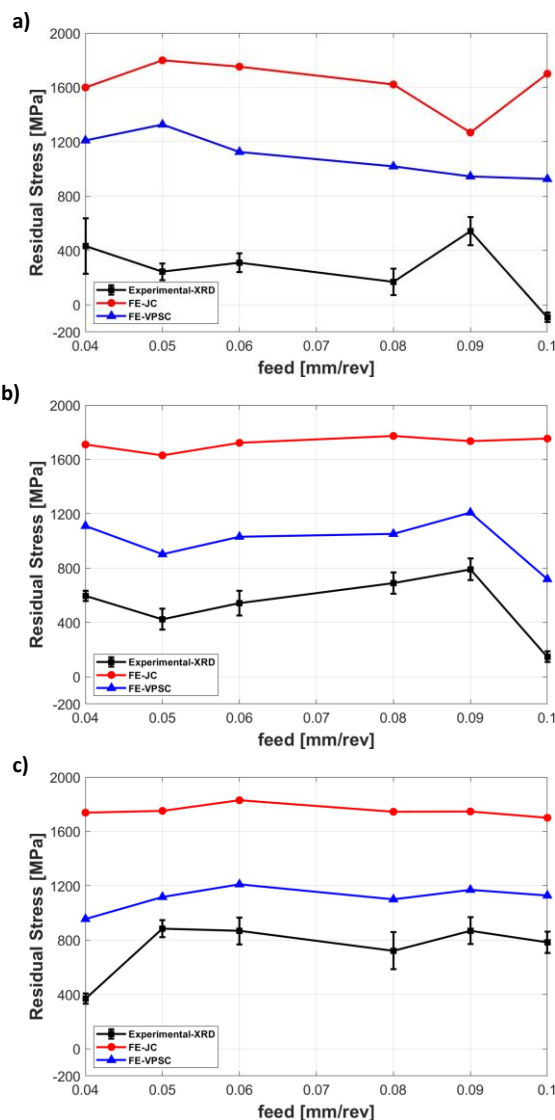 a)
2000
1600
1200
800
400
0
-200
Residual Stress [MPa]
Experimental-XRD
FE-JC
FE-VPSC
0.04 0.05 0.06 0.07 0.08 0.09 0.1
feed [mm/rev]
b)
2000
1600
1200
800
400
0
-200
Residual Stress [MPa]
Experimental-XRD
FE-JC
FE-VPSC
0.04 0.05 0.06 0.07 0.08 0.09 0.1
feed [mm/rev]
c)
2000
1600
1200
800
400
0
-200
Residual Stress [MPa]
Experimental-XRD
FE-JC
FE-VPSC
0.04 0.05 0.06 0.07 0.08 0.09 0.1
feed [mm/rev]